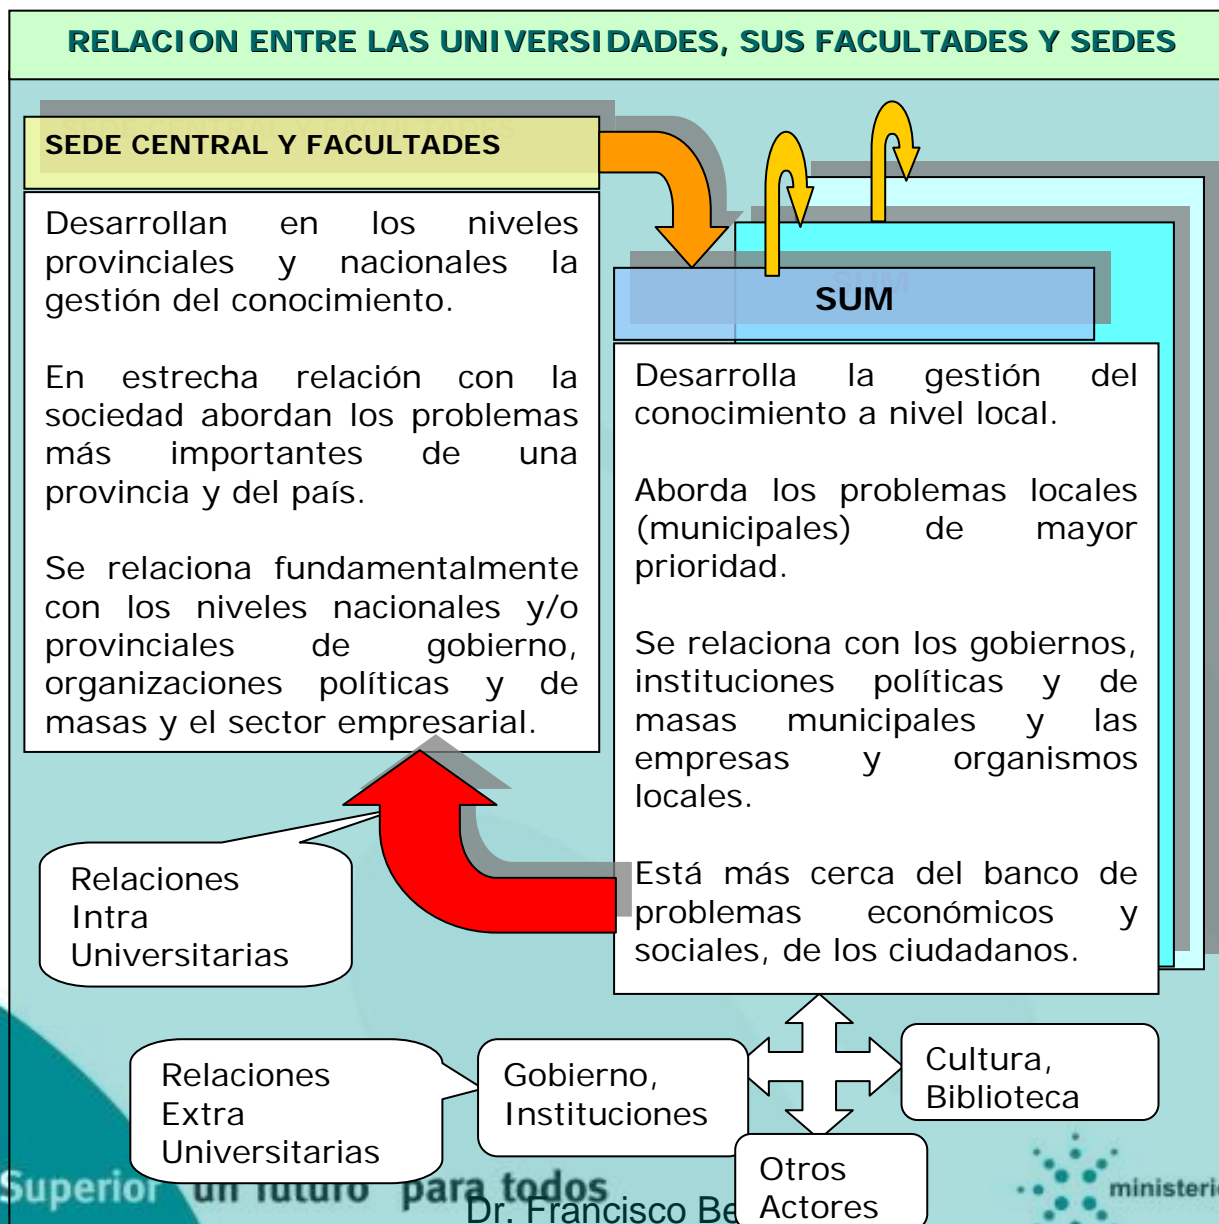 RELACION ENTRE LAS UNIVERSIDADES, SUS FACULTADES Y SEDES
SEDE CENTRAL Y FACULTADES
Desarrollan en los niveles
provinciales y nacionales la
gestión del conocimiento.
En estrecha relación con la
sociedad abordan los problemas
más importantes de una
provincia y del país.
Se relaciona fundamentalmente
con los niveles nacionales y/o
provinciales de gobierno,
organizaciones políticas y de
masas y el sector empresarial.
SUM
Desarrolla la gestión del
conocimiento a nivel local.
Aborda los problemas locales
(municipales) de mayor
prioridad.
Se relaciona con los gobiernos,
instituciones políticas y de
masas municipales y las
empresas y organismos
locales.
Está más cerca del banco de
problemas económicos y
sociales, de los ciudadanos.
Relaciones
Intra
Universitarias
Relaciones
Extra
Universitarias
Gobierno,
Instituciones
Cultura,
Biblioteca
Otros
Actores
Superior un futuro para todos
Dr. Francisco